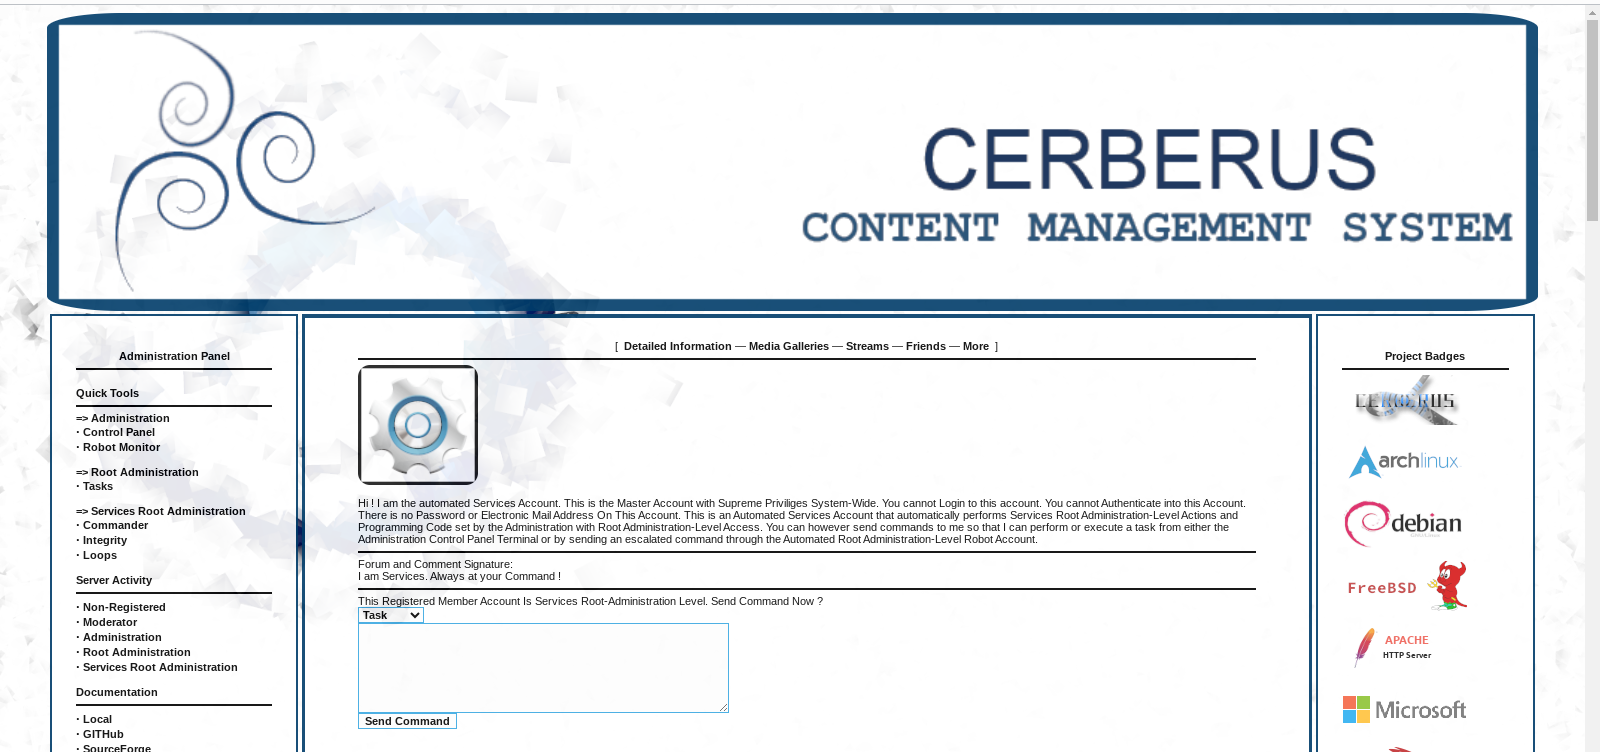 CERBERUS
CONTENT MANAGEMENT SYSTEM
Administration Panel
Quick Tools
=> Administration
· Control Panel
· Robot Monitor
=> Root Administration
· Tasks
=> Services Root Administration
· Commander
· Integrity
· Loops
Server Activity
· Non-Registered
· Moderator
· Administration
· Root Administration
· Services Root Administration
Documentation
· Local
· GITHub
· SourceForge
[ Detailed Information — Media Galleries — Streams — Friends — More ]
Hi ! I am the automated Services Account. This is the Master Account with Supreme Priviliges System-Wide. You cannot Login to this account. You cannot Authenticate into this Account.
There is no Password or Electronic Mail Address On This Account. This is an Automated Services Account that automatically performs Services Root Administration-Level Actions and
Programming Code set by the Administration with Root Administration-Level Access. You can however send commands to me so that I can perform or execute a task from either the
Administration Control Panel Terminal or by sending an escalated command through the Automated Root Administration-Level Robot Account.
Forum and Comment Signature:
I am Services. Always at your Command !
This Registered Member Account Is Services Root-Administration Level. Send Command Now ?
Task
Send Command
Project Badges
CERBERUS
archlinux
debian
FreeBSD
APACHE
HTTP Server
Microsoft